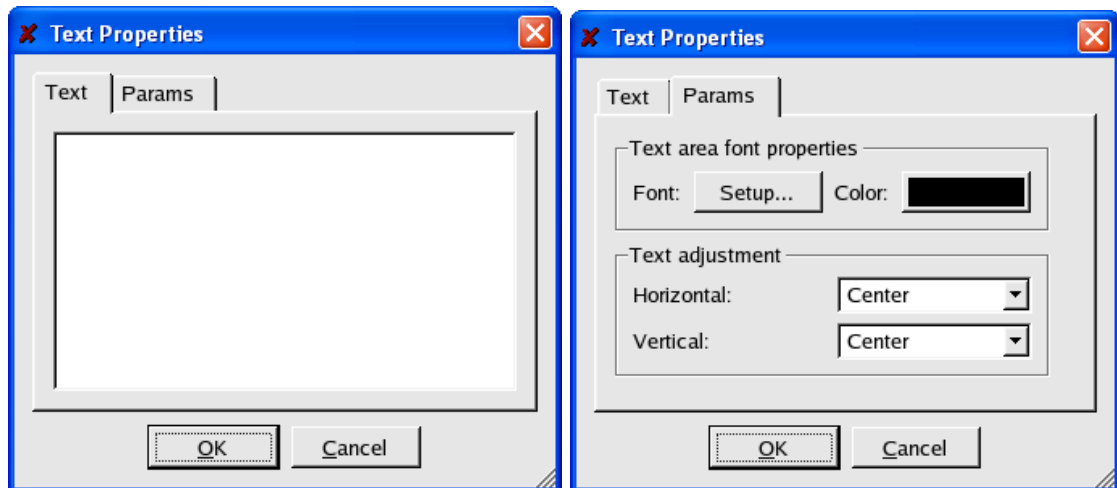 Text Properties
Text Params
OK Cancel
Text Properties
Text Params
Text area font properties
Font: Setup... Color:
Text adjustment
Horizontal: Center
Vertical: Center
OK Cancel